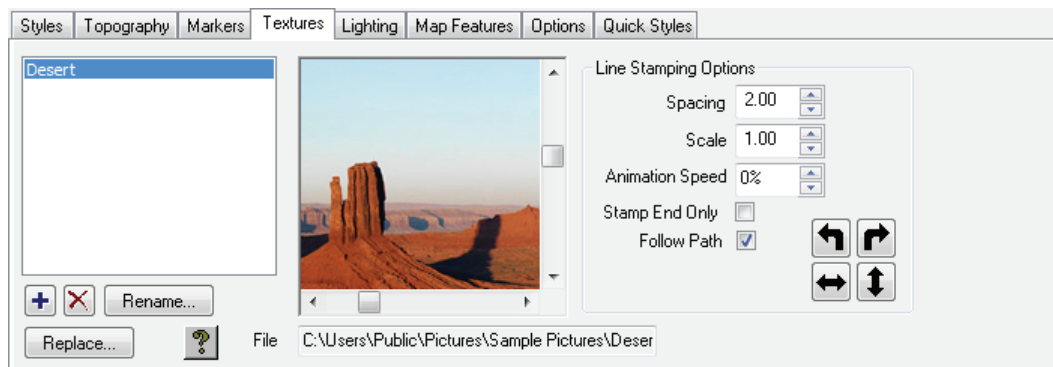 Styles Topography Markers Textures Lighting Map Features Options Quick Styles
Desert
Line Stamping Options
Spacing 2.00
Scale 1.00
Animation Speed 0%
Stamp End Only
Follow Path
Rename...
Replace...
?
File C:\Users\Public\Pictures\Sample Pictures\Deser